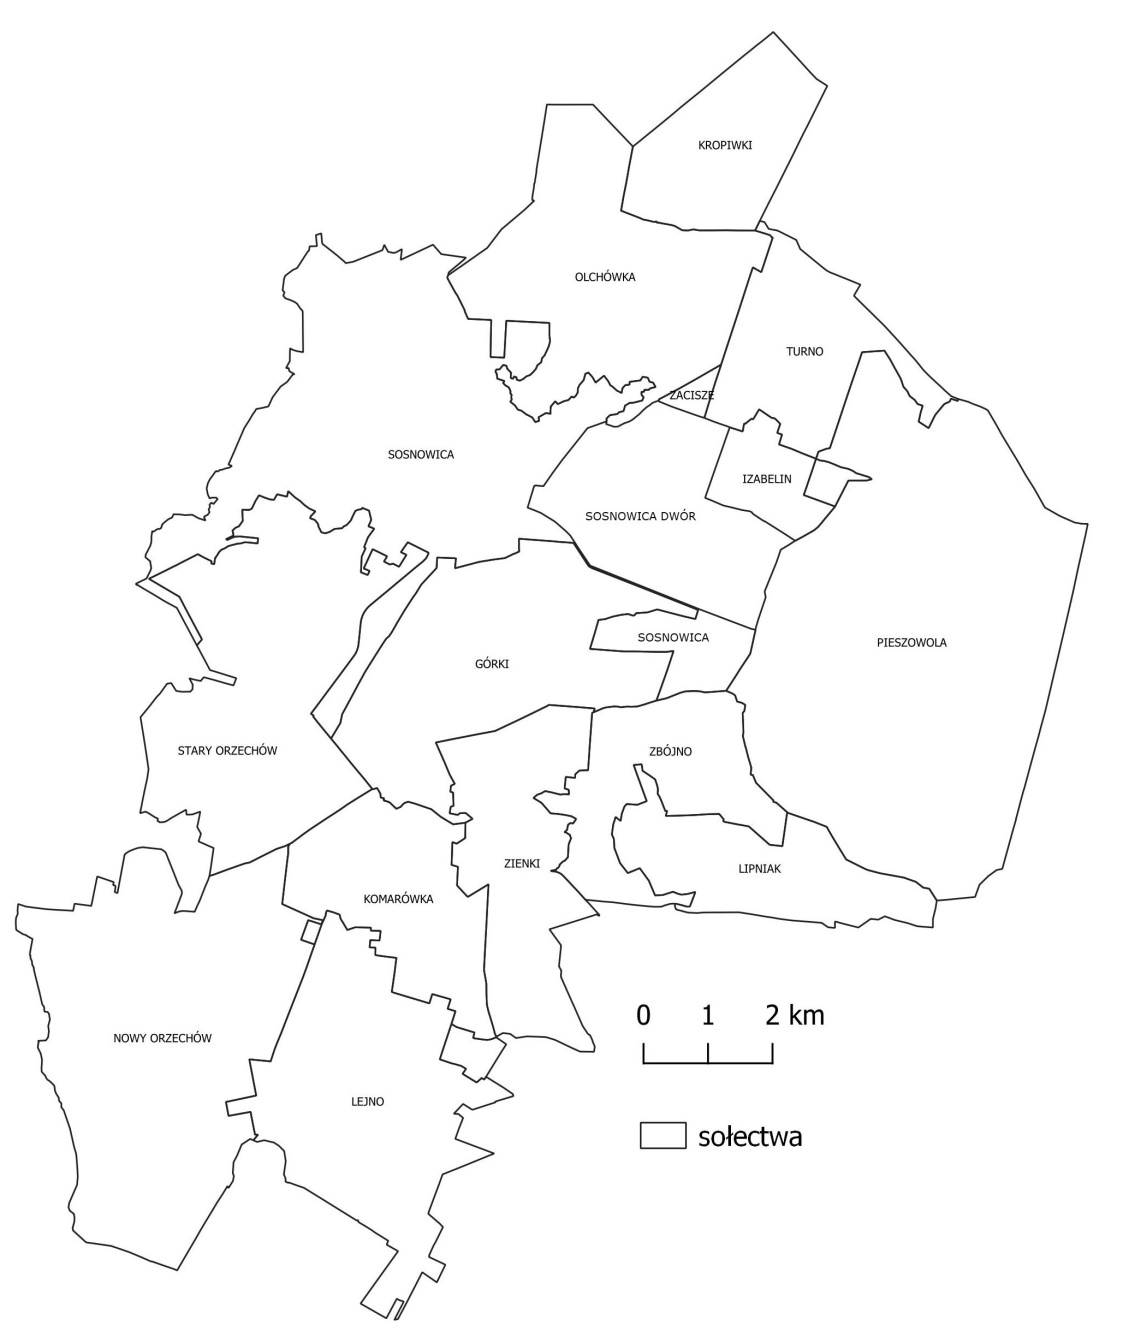 KROPIWKI
OLCHÓWKA
TURNO
ZACISZE
SOSNOWICA
IZABELIN
SOSNOWICA DWÓR
SOSNOWICA
PIESZOWOLA
GÓRKI
STARY ORZECHÓW
ZBÓJNO
ZIENKI
LIPNIAK
KOMARÓWKA
0 1 2 km
NOWY ORZECHÓW
LEJNO
sołectwa